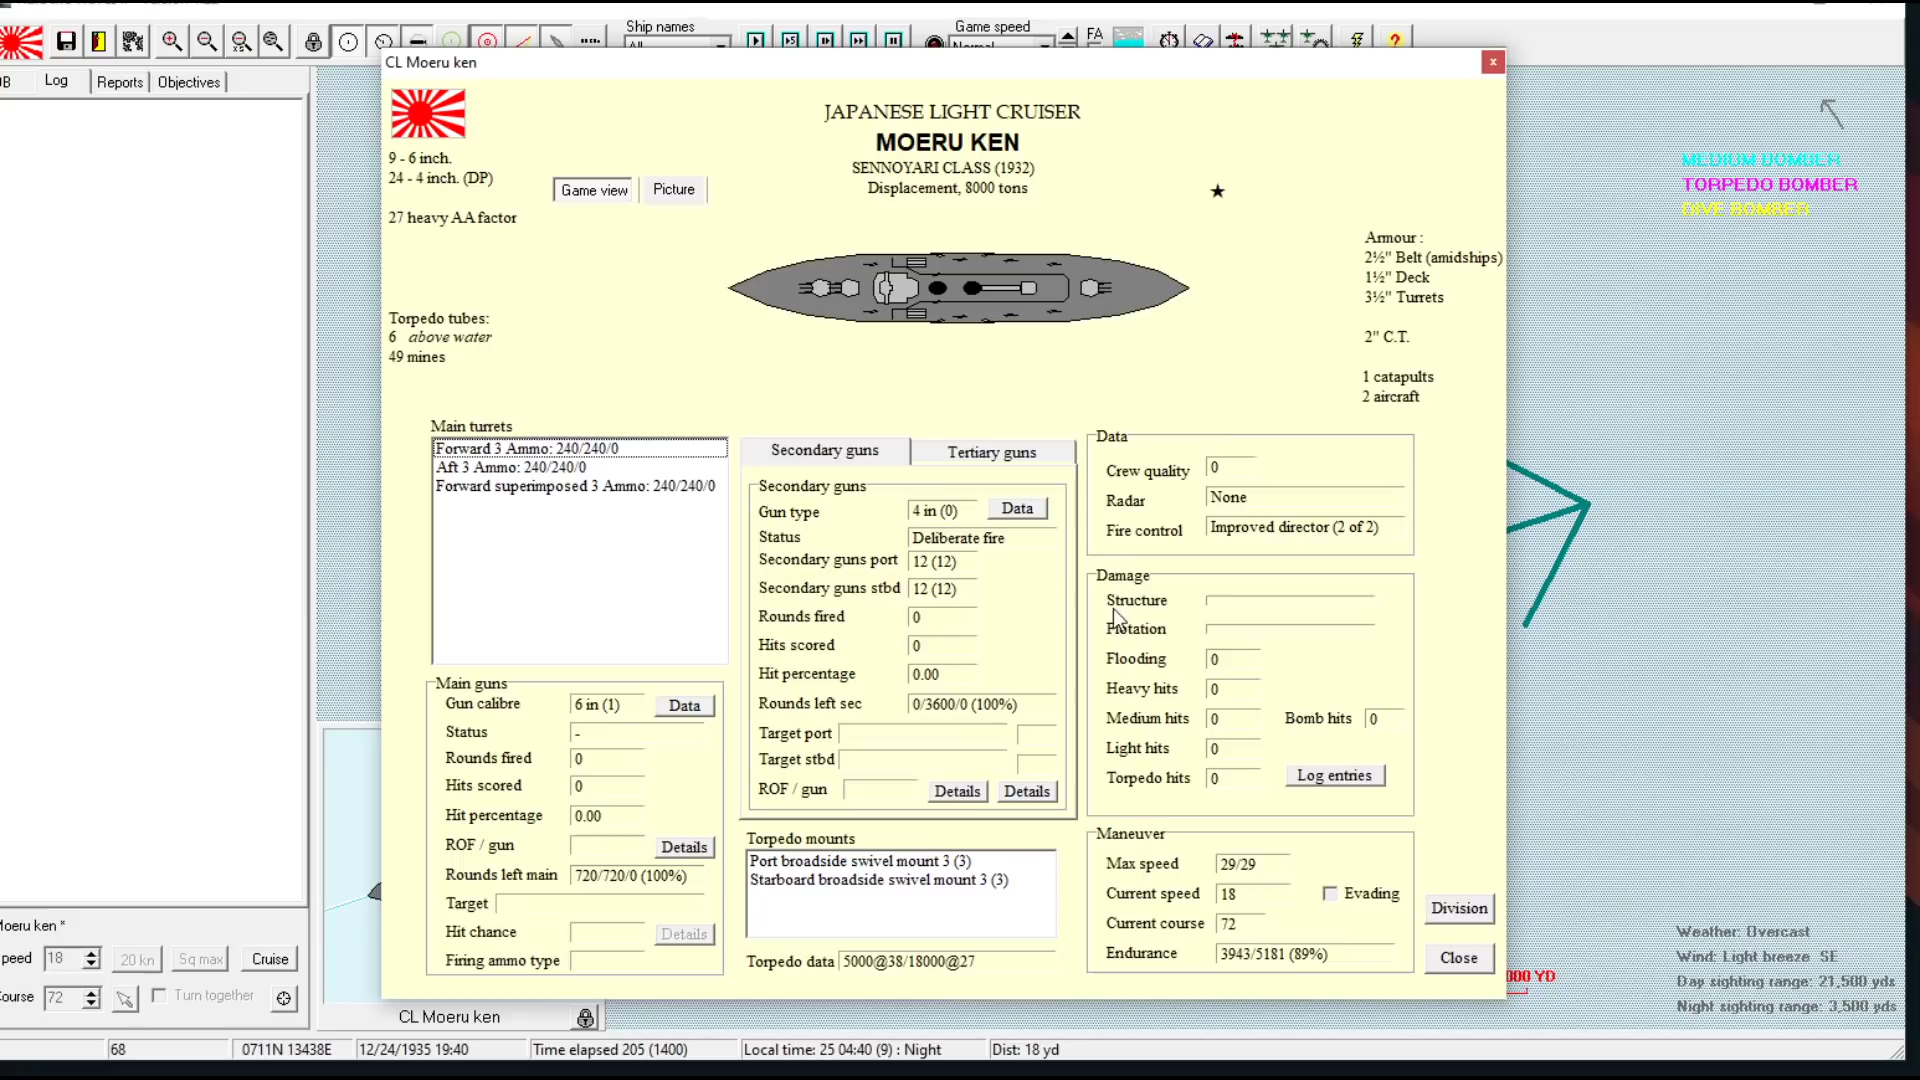 Ship names
Game speed
FA
CL Moeru ken
Log
Reports
Objectives
JAPANESE LIGHT CRUISER
MOERU KEN
SENNOYARI CLASS (1932)
Displacement, 8000 tons
9 - 6 inch.
24 - 4 inch. (DP)
27 heavy AA factor
Game view
Picture
★
MEDIUM BOMBER
TORPEDO BOMBER
DIVE BOMBER
Armour :
2½" Belt (amidships)
1½" Deck
3½" Turrets
2" C.T.
1 catapults
2 aircraft
Torpedo tubes:
6 above water
49 mines
Main turrets
Forward 3 Ammo: 240/240/0
Aft 3 Ammo: 240/240/0
Forward superimposed 3 Ammo: 240/240/0
Main guns
Gun calibre 6 in (1) Data
Status -
Rounds fired 0
Hits scored 0
Hit percentage 0.00
ROF / gun Details
Rounds left main 720/720/0 (100%)
Target
Hit chance Details
Firing ammo type
Secondary guns
Tertiary guns
Secondary guns
Gun type 4 in (0) Data
Status Deliberate fire
Secondary guns port 12 (12)
Secondary guns stbd 12 (12)
Rounds fired 0
Hits scored 0
Hit percentage 0.00
Rounds left sec 0/3600/0 (100%)
Target port
Target stbd
ROF / gun Details Details
Torpedo mounts
Port broadside swivel mount 3 (3)
Starboard broadside swivel mount 3 (3)
Torpedo data 5000@38/18000@27
Data
Crew quality 0
Radar None
Fire control Improved director (2 of 2)
Damage
Structure
Flotation
Flooding 0
Heavy hits 0
Medium hits 0 Bomb hits 0
Light hits 0
Torpedo hits 0 Log entries
Maneuver
Max speed 29/29
Current speed 18 Evading
Current course 72
Endurance 3943/5181 (89%)
Division
Close
Moeru ken *
peed 18 20 kn Sq max Cruise
ourse 72 Turn together
CL Moeru ken
000 YD
Weather: Overcast
Wind: Light breeze SE
Day sighting range: 21,500 yds
Night sighting range: 3,500 yds
68
0711N 13438E
12/24/1935 19:40
Time elapsed 205 (1400)
Local time: 25 04:40 (9) : Night
Dist: 18 yd